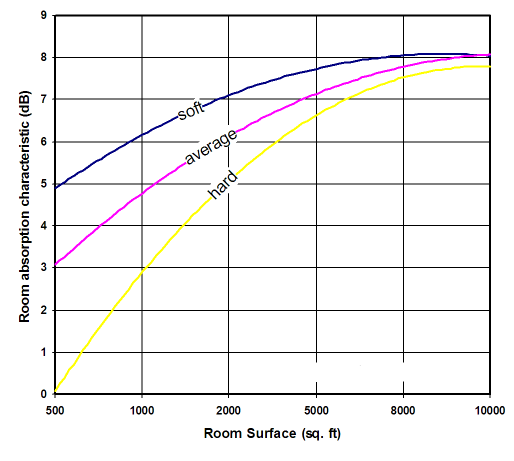 9
8
7
6
5
4
3
2
1
0
Room absorption characteristic (dB)
soft
average
hard
500 1000 2000 5000 8000 10000
Room Surface (sq. ft)